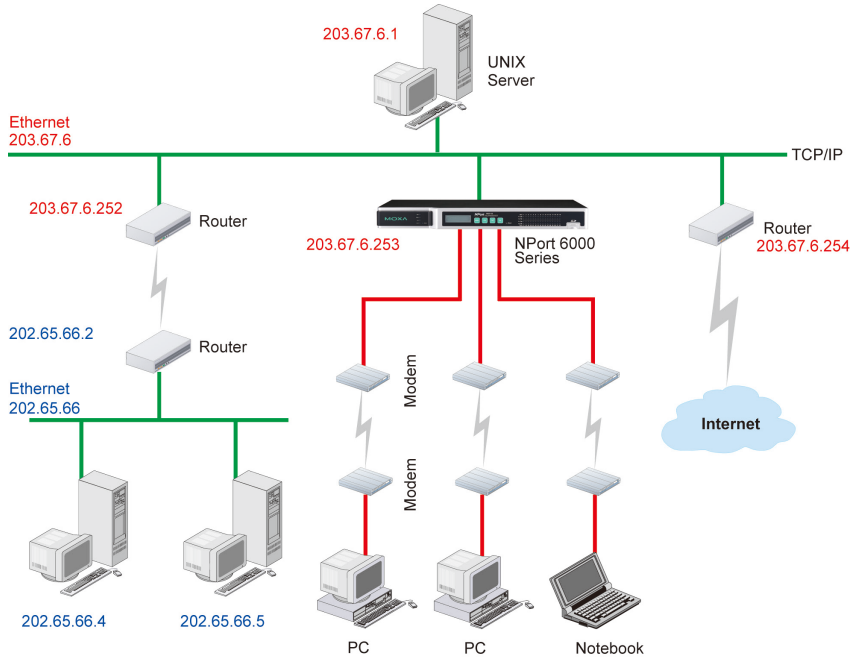 203.67.6.1
UNIX
Server
Ethernet
203.67.6
TCP/IP
203.67.6.252
Router
MOXA
NPort
203.67.6.253
NPort 6000
Series
Router
203.67.6.254
202.65.66.2
Router
Ethernet
202.65.66
Modem
Internet
Modem
202.65.66.4
202.65.66.5
PC
PC
Notebook